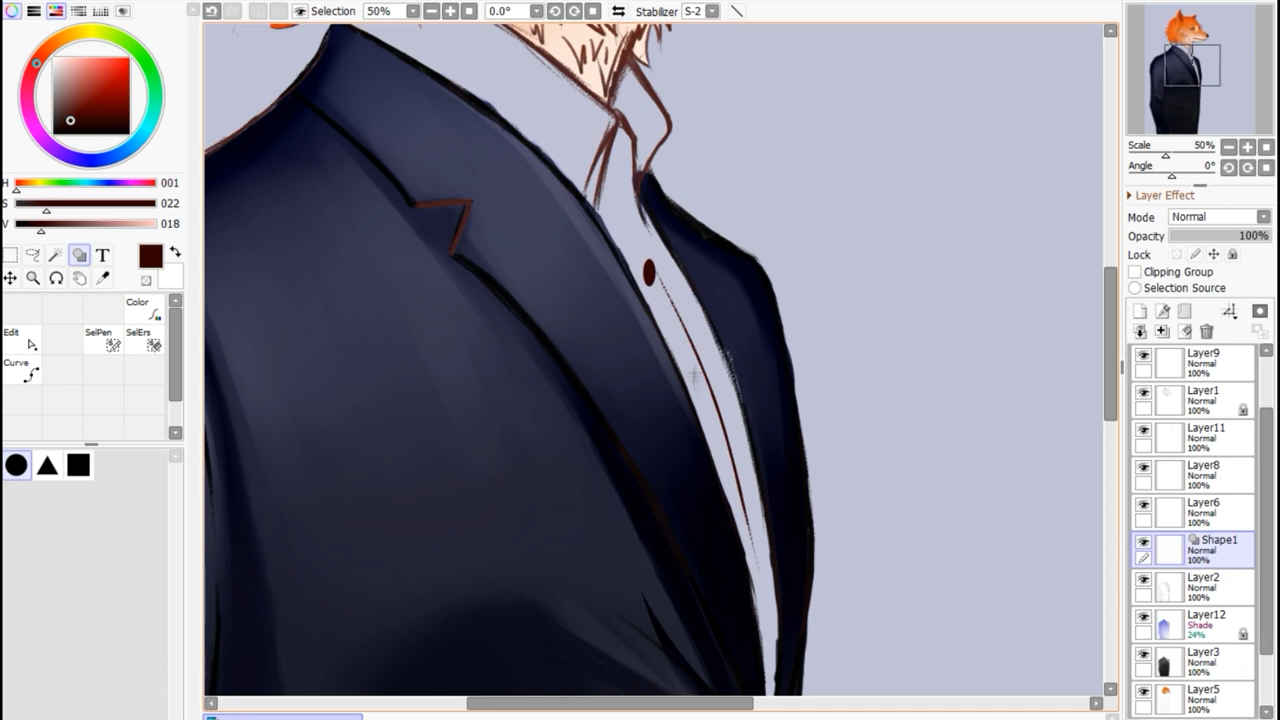 Selection
50%
0.0°
Stabilizer S-2
H 001
S 022
V 018
T
Color
Edit
SelPen
SelErs
Curve
Scale 50%
Angle 0°
Layer Effect
Mode Normal
Opacity 100%
Lock
Clipping Group
Selection Source
Layer9
Normal
100%
Layer1
Normal
100%
Layer11
Normal
100%
Layer8
Normal
100%
Layer6
Normal
100%
Shape1
Normal
100%
Layer2
Normal
100%
Layer12
Shade
24%
Layer3
Normal
100%
Layer5
Normal
100%